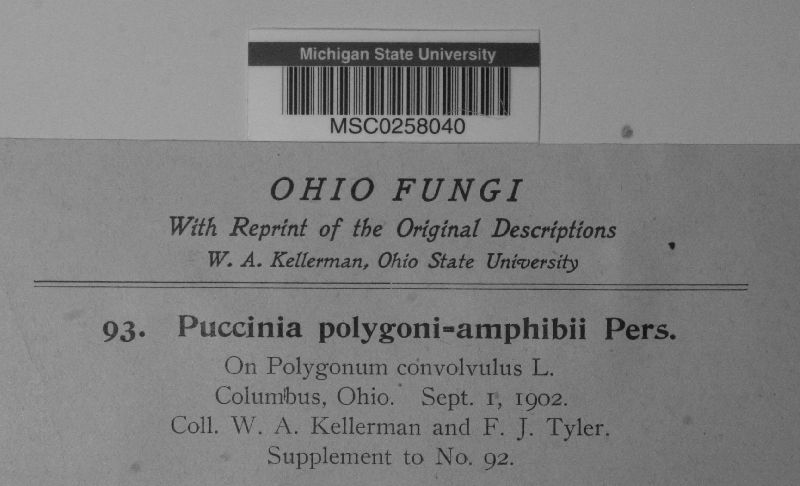 Michigan State University
MSC0258040
OHIO FUNGI
With Reprint of the Original Descriptions
W. A. Kellerman, Ohio State University
93. Puccinia polygoni-amphibii Pers.
On Polygonum convolvulus L.
Columbus, Ohio. Sept. 1, 1902.
Coll. W. A. Kellerman and F. J. Tyler.
Supplement to No. 92.